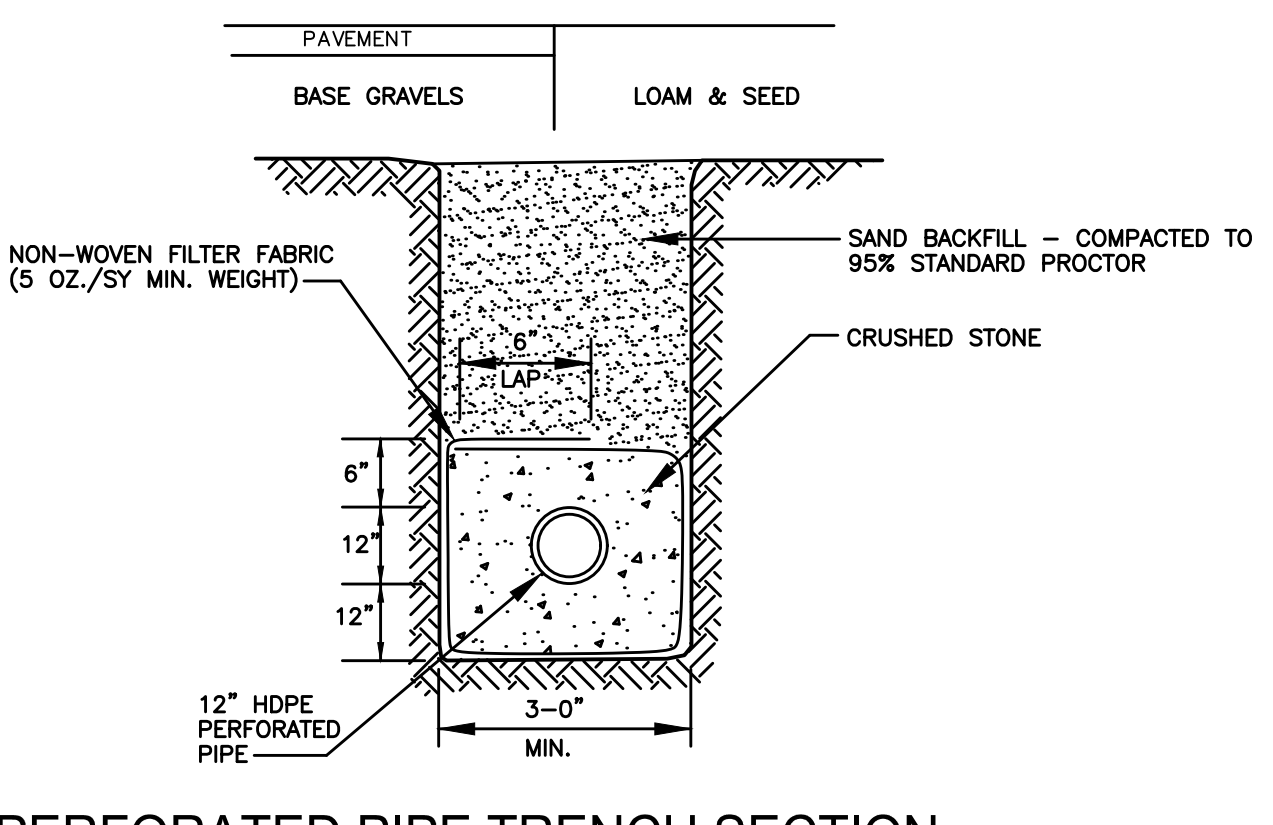 PAVEMENT
BASE GRAVELS
LOAM & SEED
NON-WOVEN FILTER FABRIC
(5 OZ./SY MIN. WEIGHT)
SAND BACKFILL - COMPACTED TO
95% STANDARD PROCTOR
6"
LAP
CRUSHED STONE
6"
12"
12"
12" HDPE
PERFORATED
PIPE
3-0"
MIN.
PERFORATED PIPE TRENCH SECTION